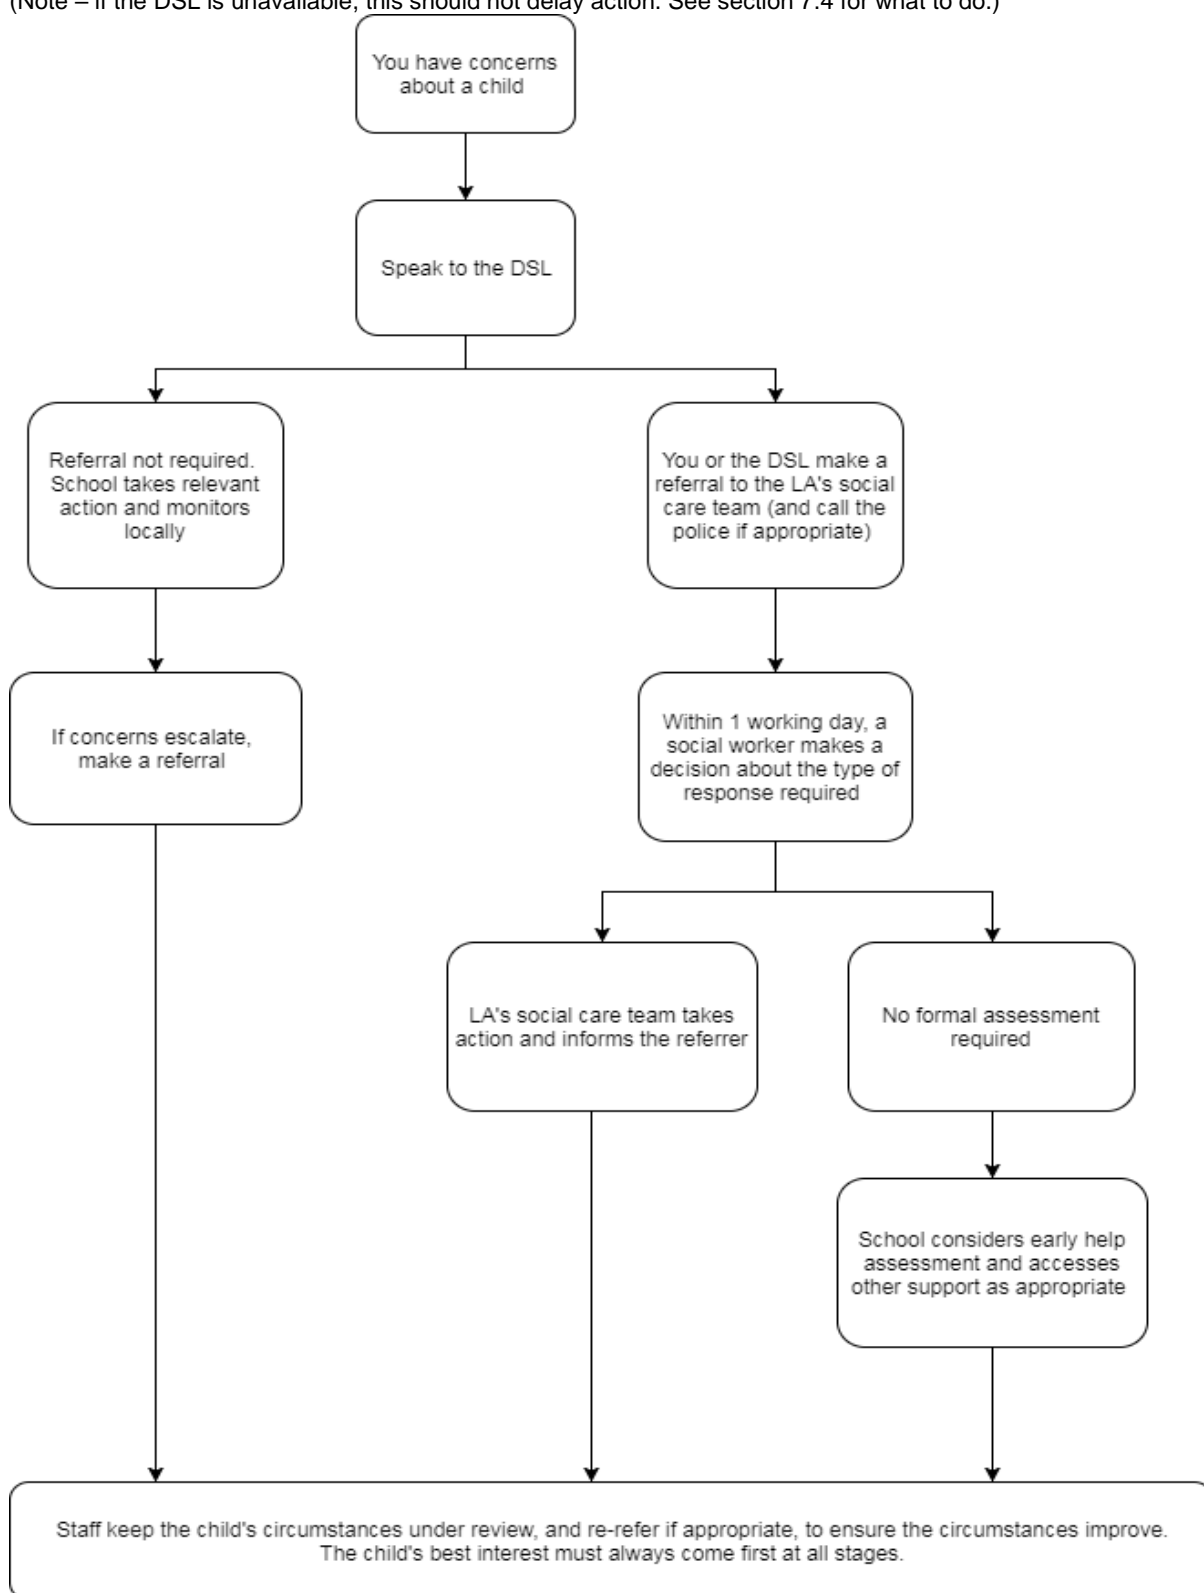 (Note – if the DSL is unavailable, this should not delay action. See section 7.4 for what to do.)
You have concerns
about a child
Speak to the DSL
Referral not required.
School takes relevant
action and monitors
locally
You or the DSL make a
referral to the LA's social
care team (and call the
police if appropriate)
If concerns escalate,
make a referral
Within 1 working day, a
social worker makes a
decision about the type of
response required
LA's social care team takes
action and informs the referrer
No formal assessment
required
School considers early help
assessment and accesses
other support as appropriate
Staff keep the child's circumstances under review, and re-refer if appropriate, to ensure the circumstances improve.
The child's best interest must always come first at all stages.